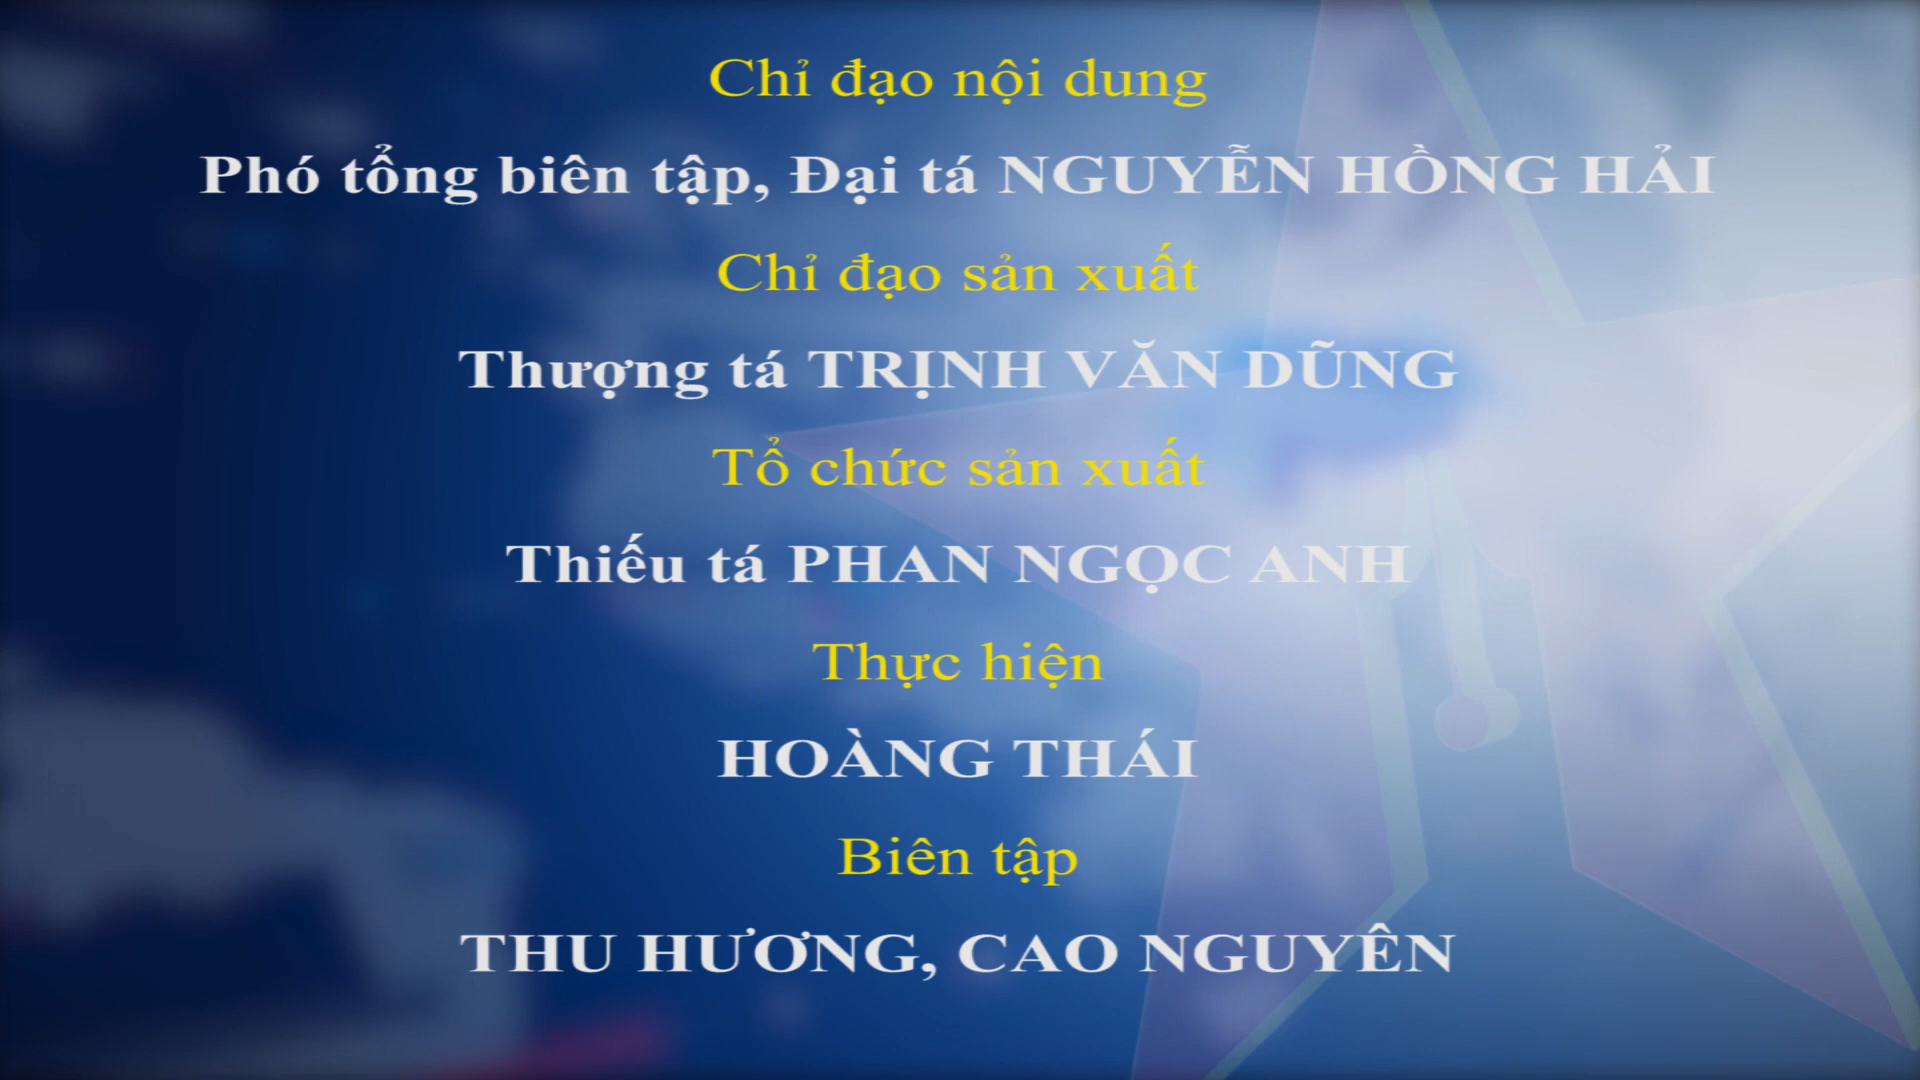 Chỉ đạo nội dung
Phó tổng biên tập, Đại tá NGUYỄN HỒNG HẢI
Chỉ đạo sản xuất
Thượng tá TRỊNH VĂN DŨNG
Tổ chức sản xuất
Thiếu tá PHAN NGỌC ANH
Thực hiện
HOÀNG THÁI
Biên tập
THU HƯƠNG, CAO NGUYÊN